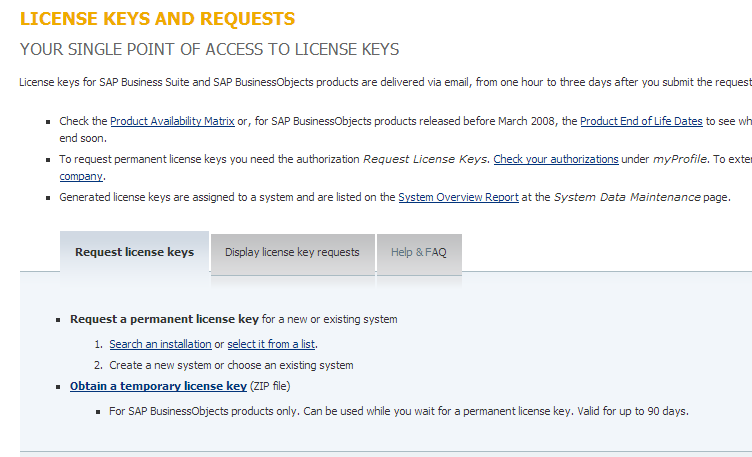 LICENSE KEYS AND REQUESTS
YOUR SINGLE POINT OF ACCESS TO LICENSE KEYS
License keys for SAP Business Suite and SAP BusinessObjects products are delivered via email, from one hour to three days after you submit the request
Check the Product Availability Matrix or, for SAP BusinessObjects products released before March 2008, the Product End of Life Dates to see wh
end soon.
To request permanent license keys you need the authorization Request License Keys. Check your authorizations under myProfile. To exte
company.
Generated license keys are assigned to a system and are listed on the System Overview Report at the System Data Maintenance page.
Request license keys Display license key requests Help & FAQ
Request a permanent license key for a new or existing system
1. Search an installation or select it from a list.
2. Create a new system or choose an existing system
Obtain a temporary license key (ZIP file)
For SAP BusinessObjects products only. Can be used while you wait for a permanent license key. Valid for up to 90 days.